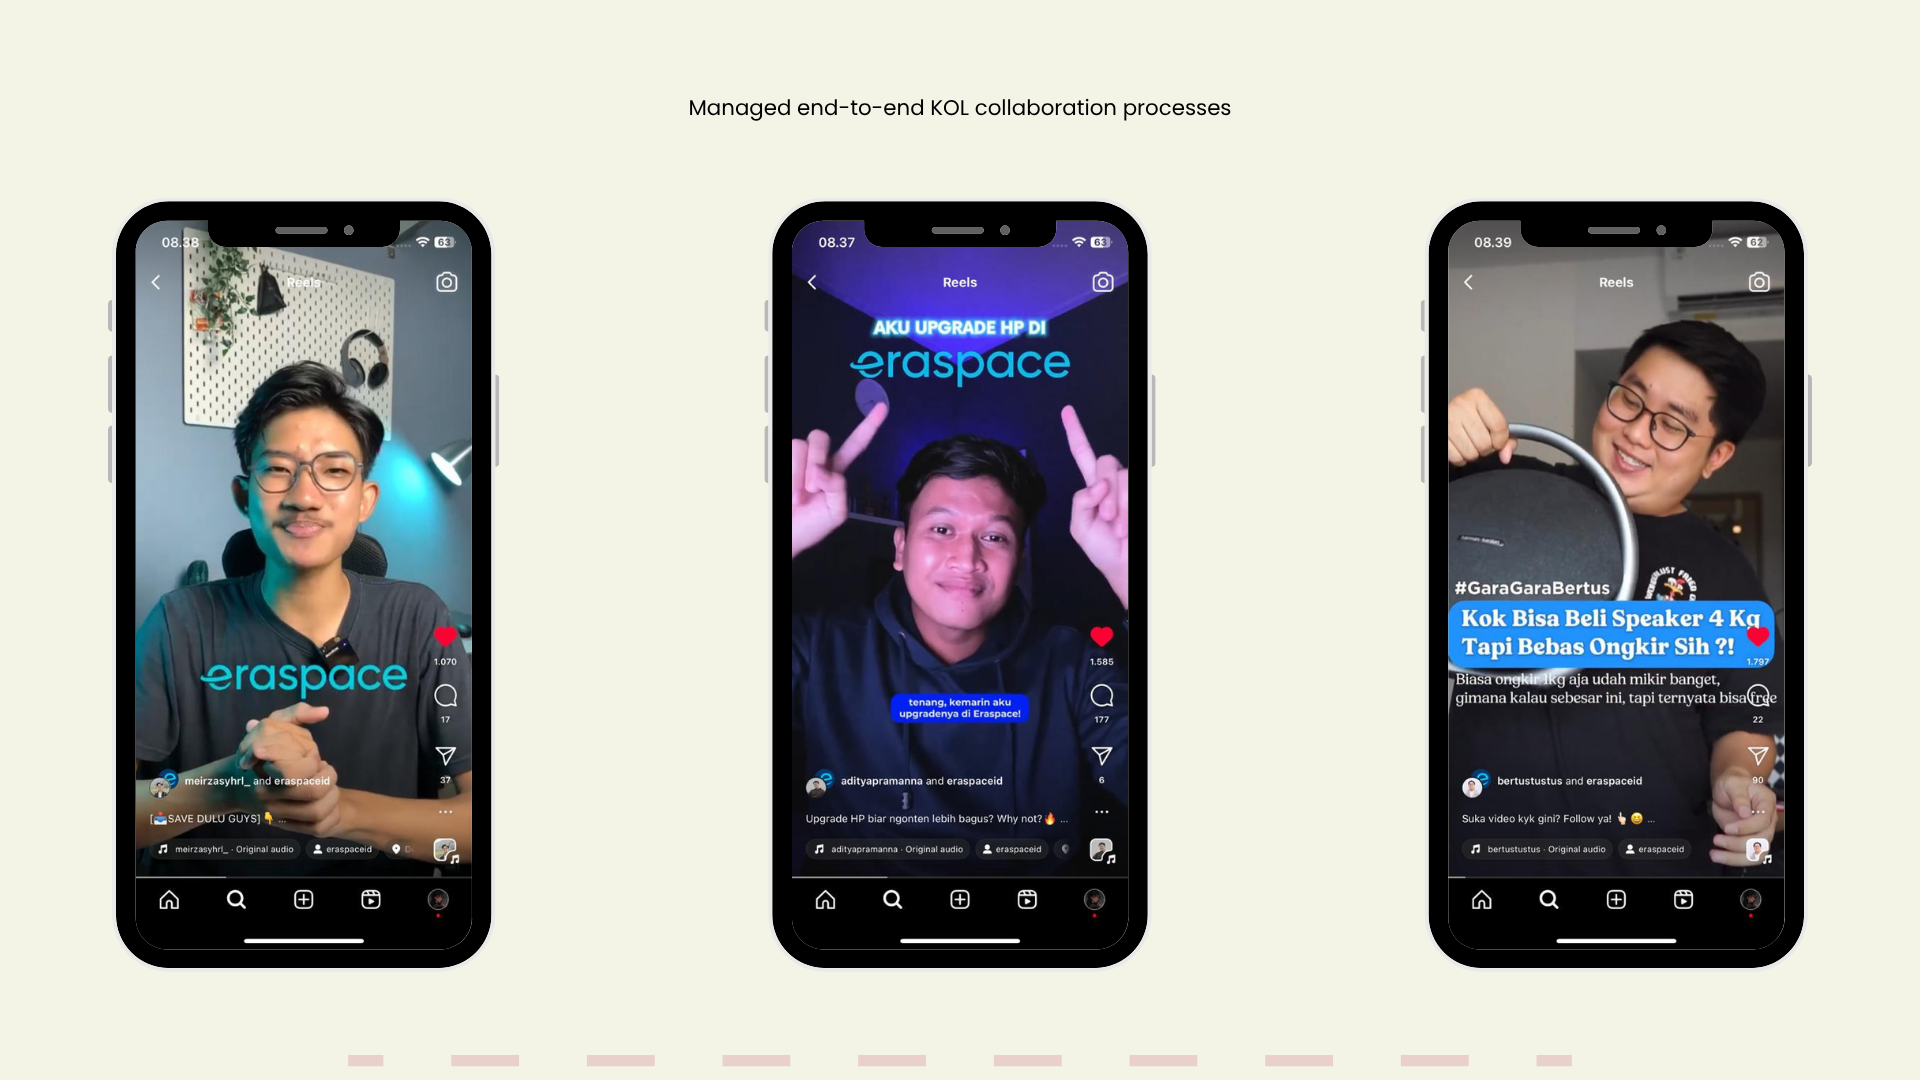 Managed end-to-end KOL collaboration processes
08.38
63
Reels
eraspace
1.070
17
37
meirzasyhrl_ and eraspaceid
[📥SAVE DULU GUYS] 👇 ...
meirzasyhrl_ · Original audio
eraspaceid
08.37
63
Reels
AKU UPGRADE HP DI
eraspace
1.585
tenang, kemarin aku
upgradenya di Eraspace!
177
6
adityapramanna and eraspaceid
Upgrade HP biar ngonten lebih bagus? Why not?🔥 ...
adityapramanna · Original audio
eraspaceid
08.39
62
Reels
harman/kardon
#GaraGaraBertus
Kok Bisa Beli Speaker 4 Kg
Tapi Bebas Ongkir Sih ?!
1.797
Biasa ongkir 1kg aja udah mikir banget,
gimana kalau sebesar ini, tapi ternyata bisa free
22
90
bertustustus and eraspaceid
Suka video kyk gini? Follow ya! 👆🏻 😆 ...
bertustustus · Original audio
eraspaceid